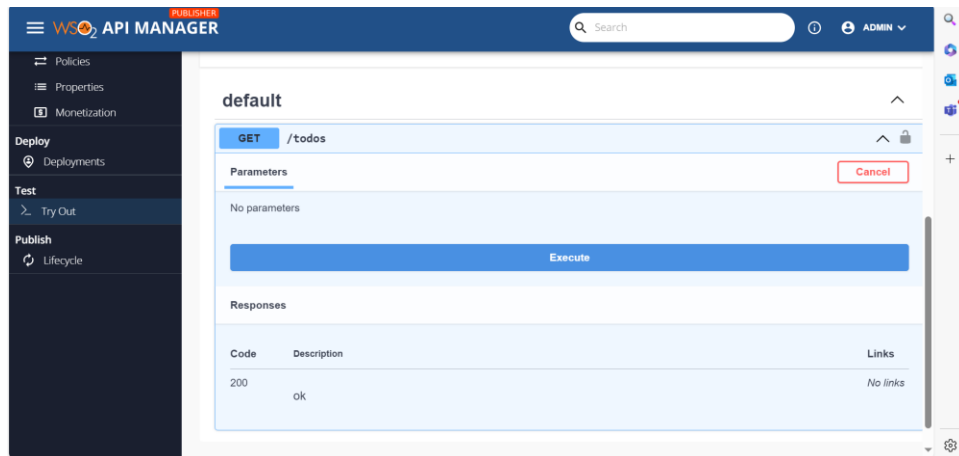 PUBLISHER
WSO2 API MANAGER
Search
ADMIN
Policies
Properties
Monetization
Deploy
Deployments
Test
Try Out
Publish
Lifecycle
default
GET /todos
Parameters
Cancel
No parameters
Execute
Responses
Code Description Links
200 ok No links